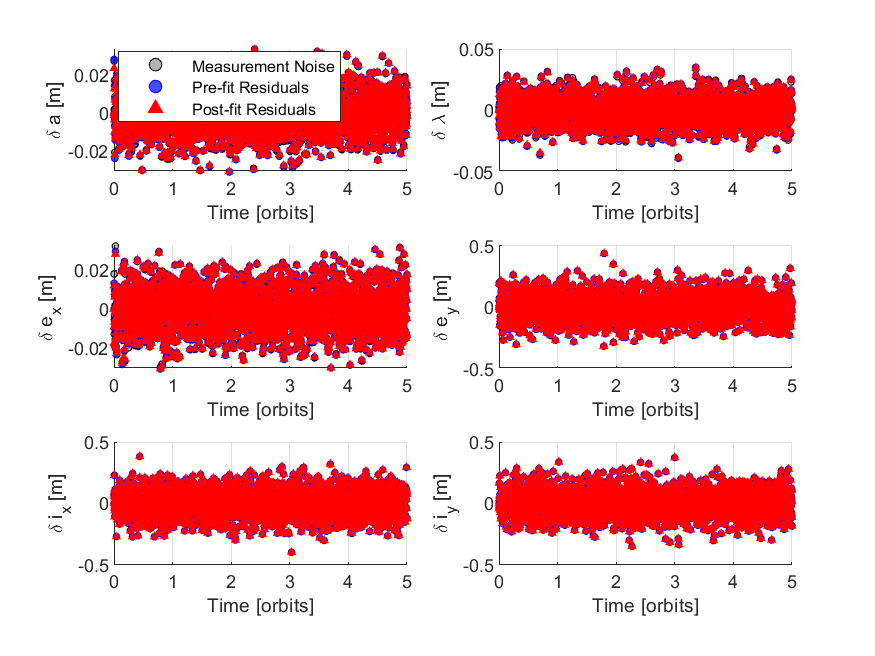 Measurement Noise
Pre-fit Residuals
Post-fit Residuals
0.02
0
-0.02
δ a [m]
0 1 2 3 4 5
Time [orbits]
0.05
0
-0.05
δ λ [m]
0 1 2 3 4 5
Time [orbits]
0.02
0
-0.02
δ e_x [m]
0 1 2 3 4 5
Time [orbits]
0.5
0
-0.5
δ e_y [m]
0 1 2 3 4 5
Time [orbits]
0.5
0
-0.5
δ i_x [m]
0 1 2 3 4 5
Time [orbits]
0.5
0
-0.5
δ i_y [m]
0 1 2 3 4 5
Time [orbits]